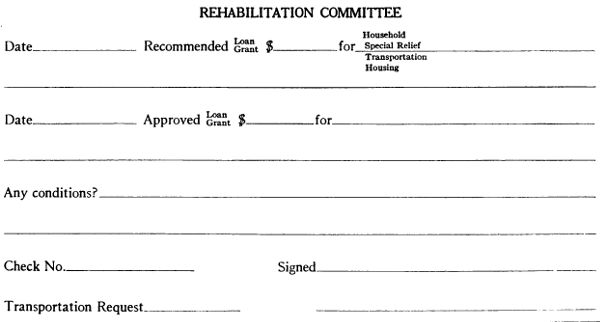 REHABILITATION COMMITTEE
Date Recommended Loan Grant $ for Household Special Relief Transportation Housing
Date Approved Loan Grant $ for
Any conditions?
Check No. Signed
Transportation Request